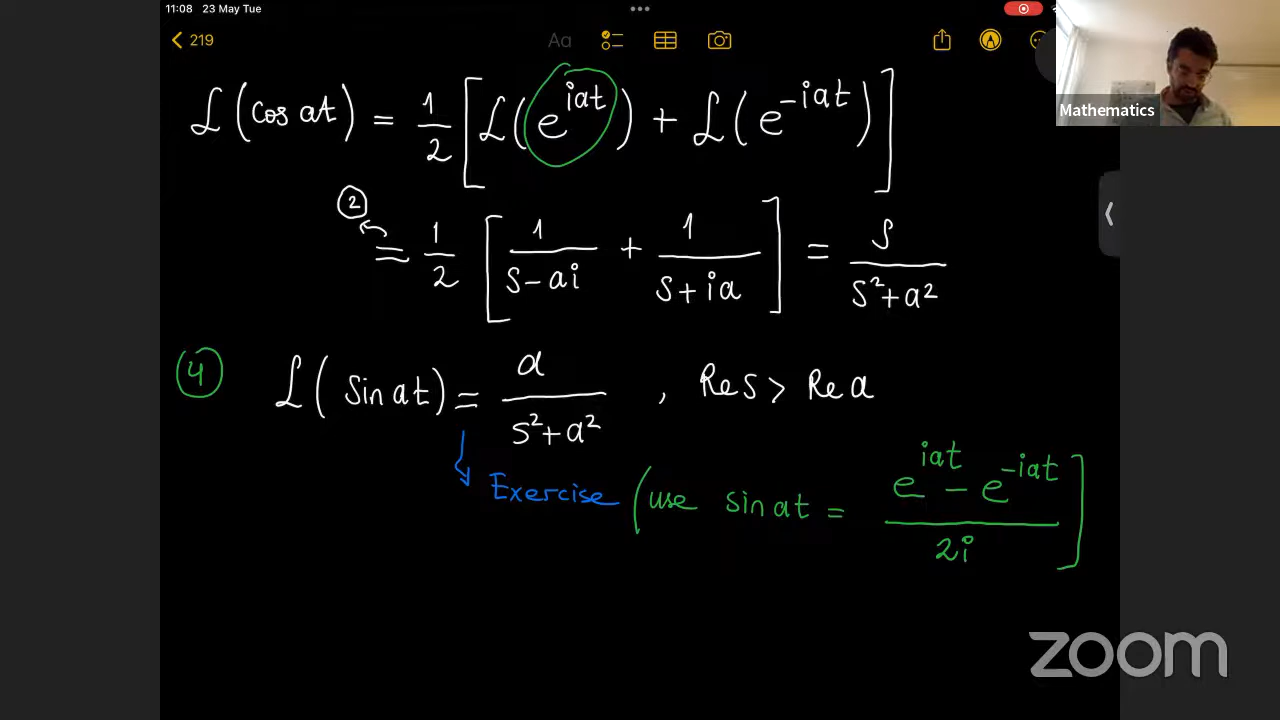 11:08 23 May Tue
219
Aa
Mathematics
ℒ(cos at) = 1/2 [ℒ(e^{iat}) + ℒ(e^{-iat})]
② = 1/2 [1/(s-ai) + 1/(s+ia)] = s/(s²+a²)
④ ℒ(sin at) = a/(s²+a²) , Re s > Re a
Exercise (use sin at = (e^{iat} - e^{-iat})/2i]
zoom